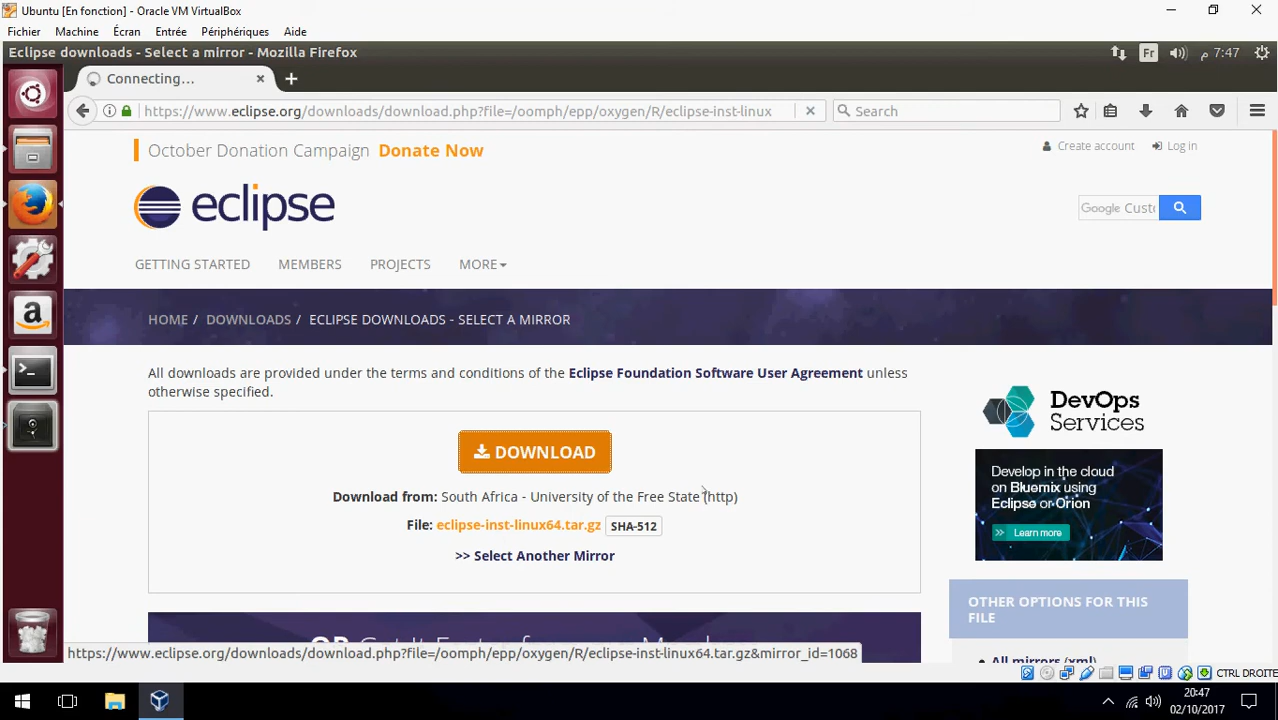 Ubuntu [En fonction] - Oracle VM VirtualBox
Fichier Machine Écran Entrée Périphériques Aide
Eclipse downloads - Select a mirror - Mozilla Firefox
Fr م 7:47
Connecting...
https://www.eclipse.org/downloads/download.php?file=/oomph/epp/oxygen/R/eclipse-inst-linux
Search
October Donation Campaign Donate Now
Create account Log in
eclipse
Google Custo
GETTING STARTED MEMBERS PROJECTS MORE
HOME / DOWNLOADS / ECLIPSE DOWNLOADS - SELECT A MIRROR
All downloads are provided under the terms and conditions of the Eclipse Foundation Software User Agreement unless
otherwise specified.
DOWNLOAD
Download from: South Africa - University of the Free State (http)
File: eclipse-inst-linux64.tar.gz SHA-512
>> Select Another Mirror
DevOps
Services
Develop in the cloud
on Bluemix using
Eclipse or Orion
>> Learn more
OTHER OPTIONS FOR THIS
FILE
All mirrors (xml)
OR Get It
https://www.eclipse.org/downloads/download.php?file=/oomph/epp/oxygen/R/eclipse-inst-linux64.tar.gz&mirror_id=1068
CTRL DROITE
20:47
02/10/2017